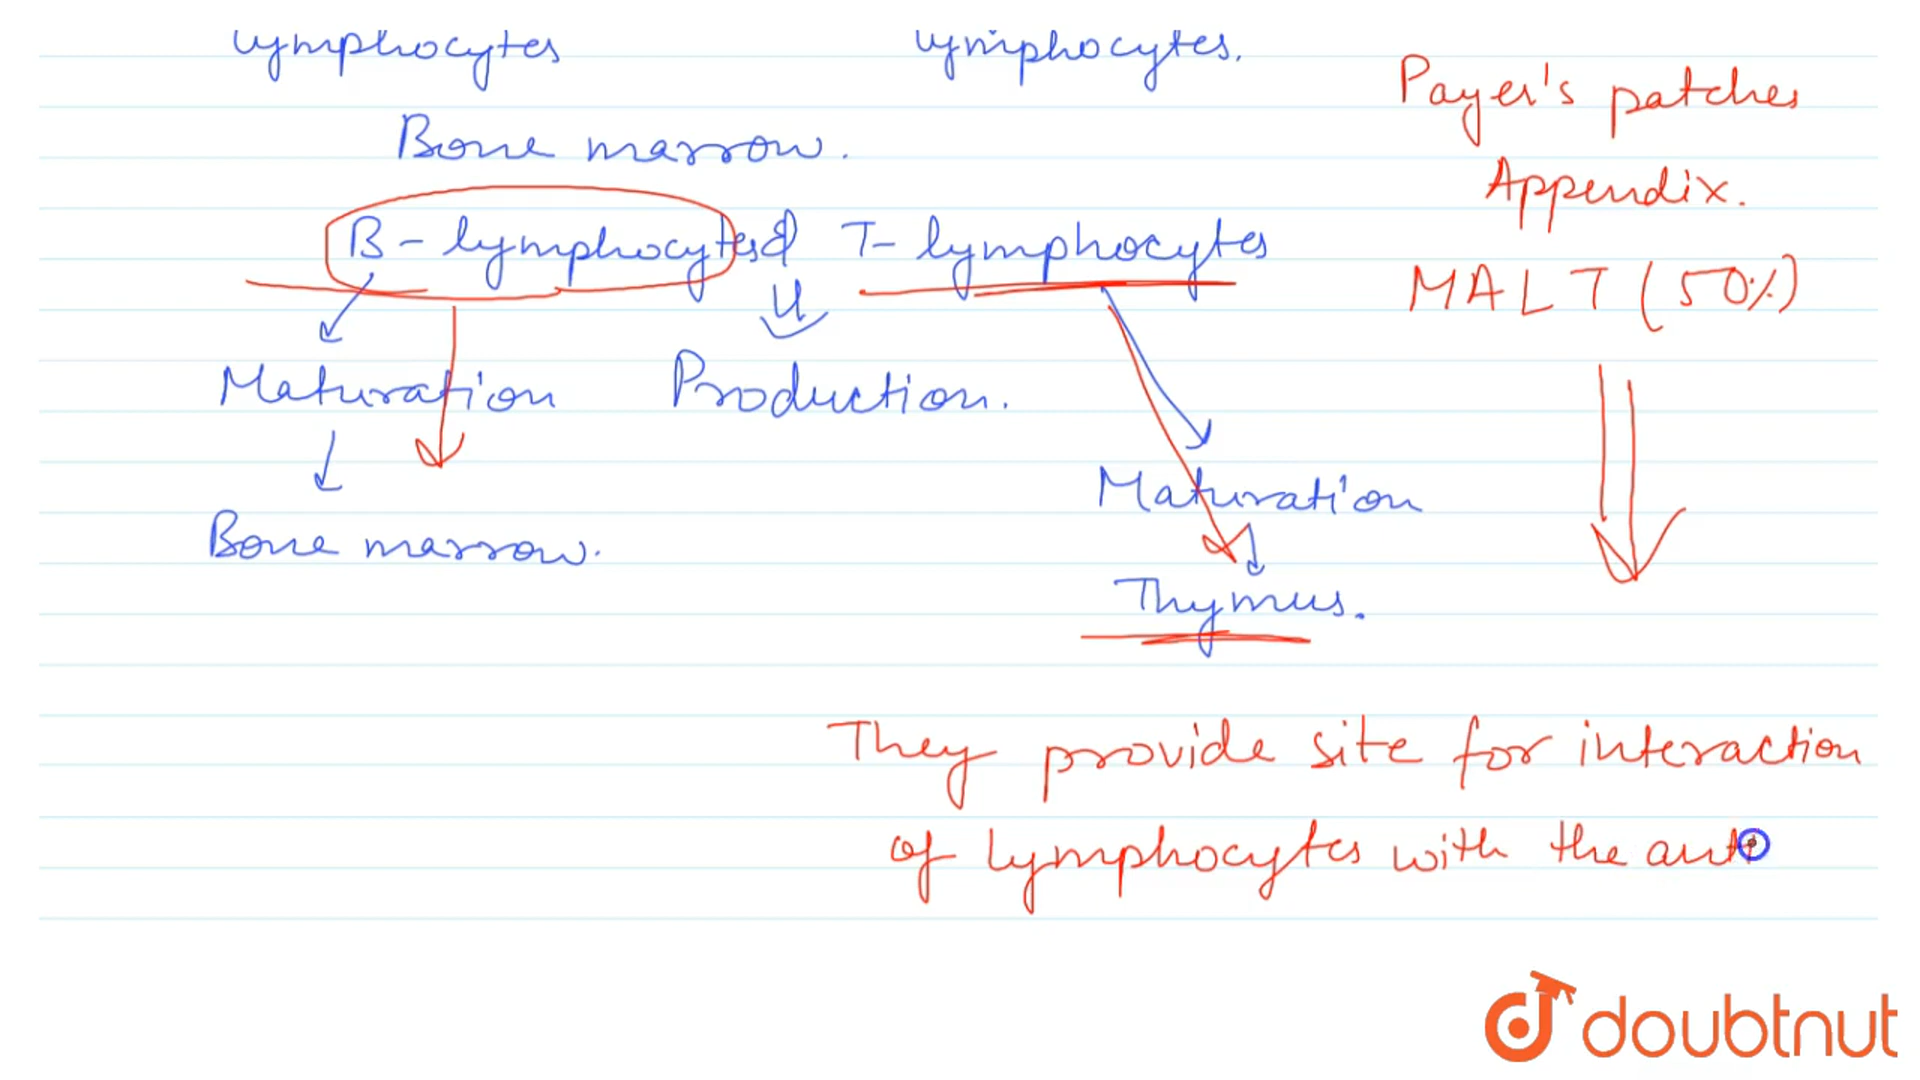 lymphocytes lymphocytes.
Payer's patches
Bone marrow.
Appendix.
B - lymphocytes & T- lymphocytes
MALT (50%)
Maturation Production.
Maturation
Bone marrow.
Thymus.
They provide site for interaction
of lymphocytes with the anti
doubtnut